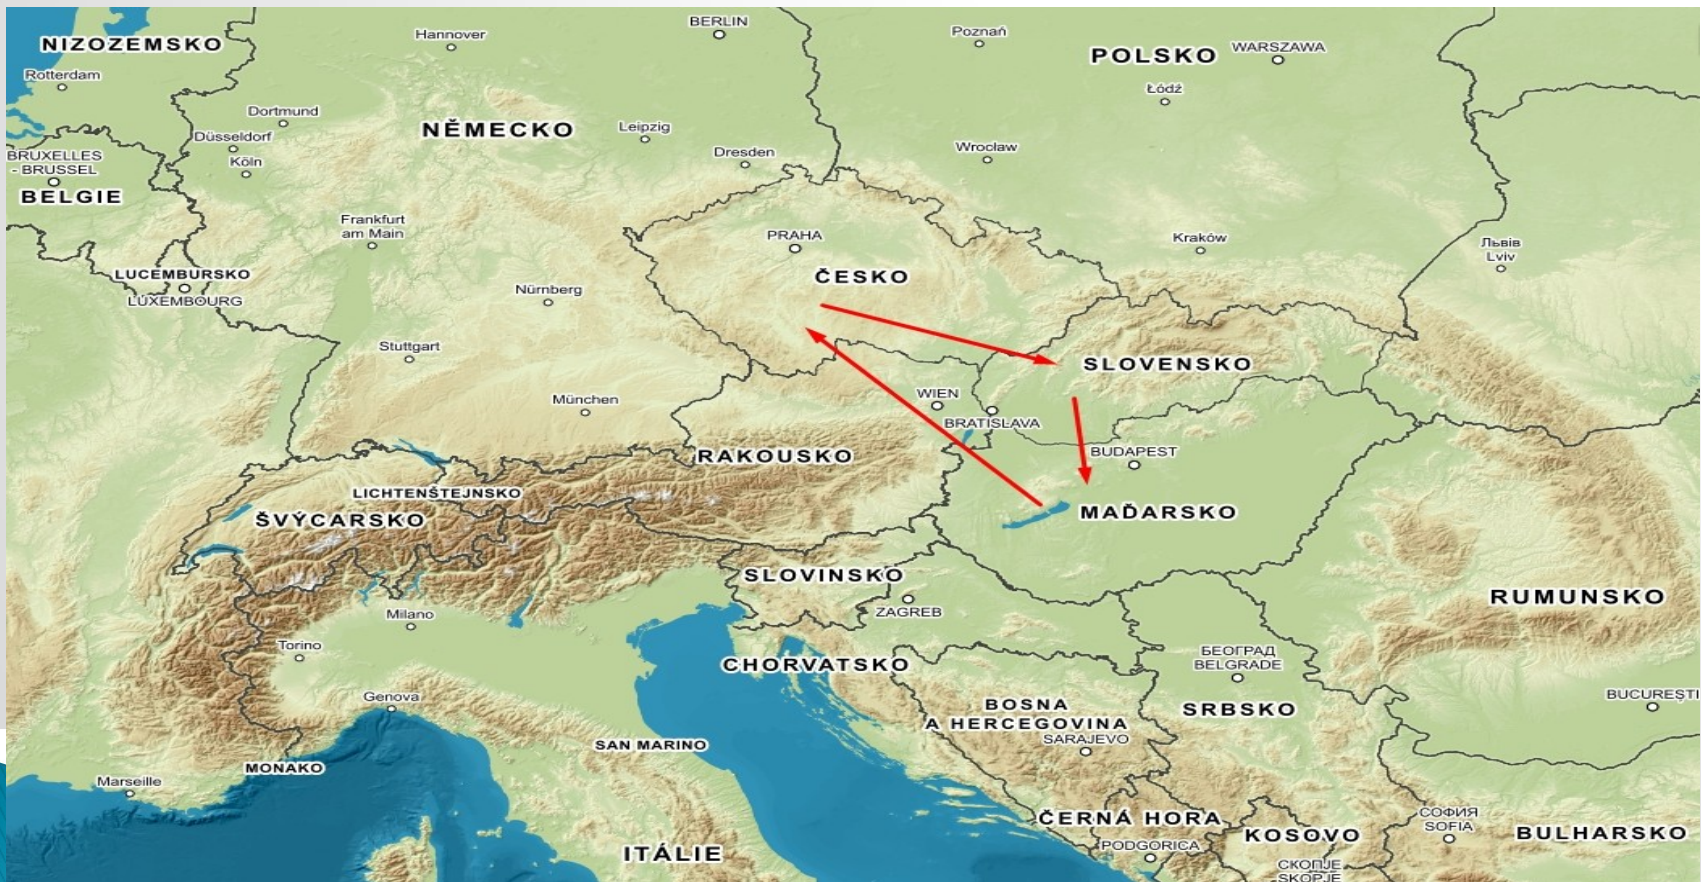 BERLIN
NIZOZEMSKO
Hannover
Poznań
POLSKO
WARSZAWA
Rotterdam
Łódź
Dortmund
NĚMECKO
Leipzig
Düsseldorf
Wrocław
Dresden
BRUXELLES
- BRUSSEL
Köln
BELGIE
Frankfurt
am Main
PRAHA
Kraków
Львів
Lviv
LUCEMBURSKO
ČESKO
LUXEMBOURG
Nürnberg
Stuttgart
SLOVENSKO
WIEN
München
BRATISLAVA
BUDAPEST
RAKOUSKO
LICHTENŠTEJNSKO
MAĎARSKO
ŠVÝCARSKO
SLOVINSKO
RUMUNSKO
ZAGREB
Milano
Torino
БЕОГРАД
BELGRADE
CHORVATSKO
Genova
BUCUREȘTI
BOSNA
A HERCEGOVINA
SRBSKO
SARAJEVO
SAN MARINO
MONAKO
Marseille
ČERNÁ HORA
СОФИЯ
SOFIA
KOSOVO
BULHARSKO
PODGORICA
ITÁLIE
СКОПЈЕ
SKOPJE